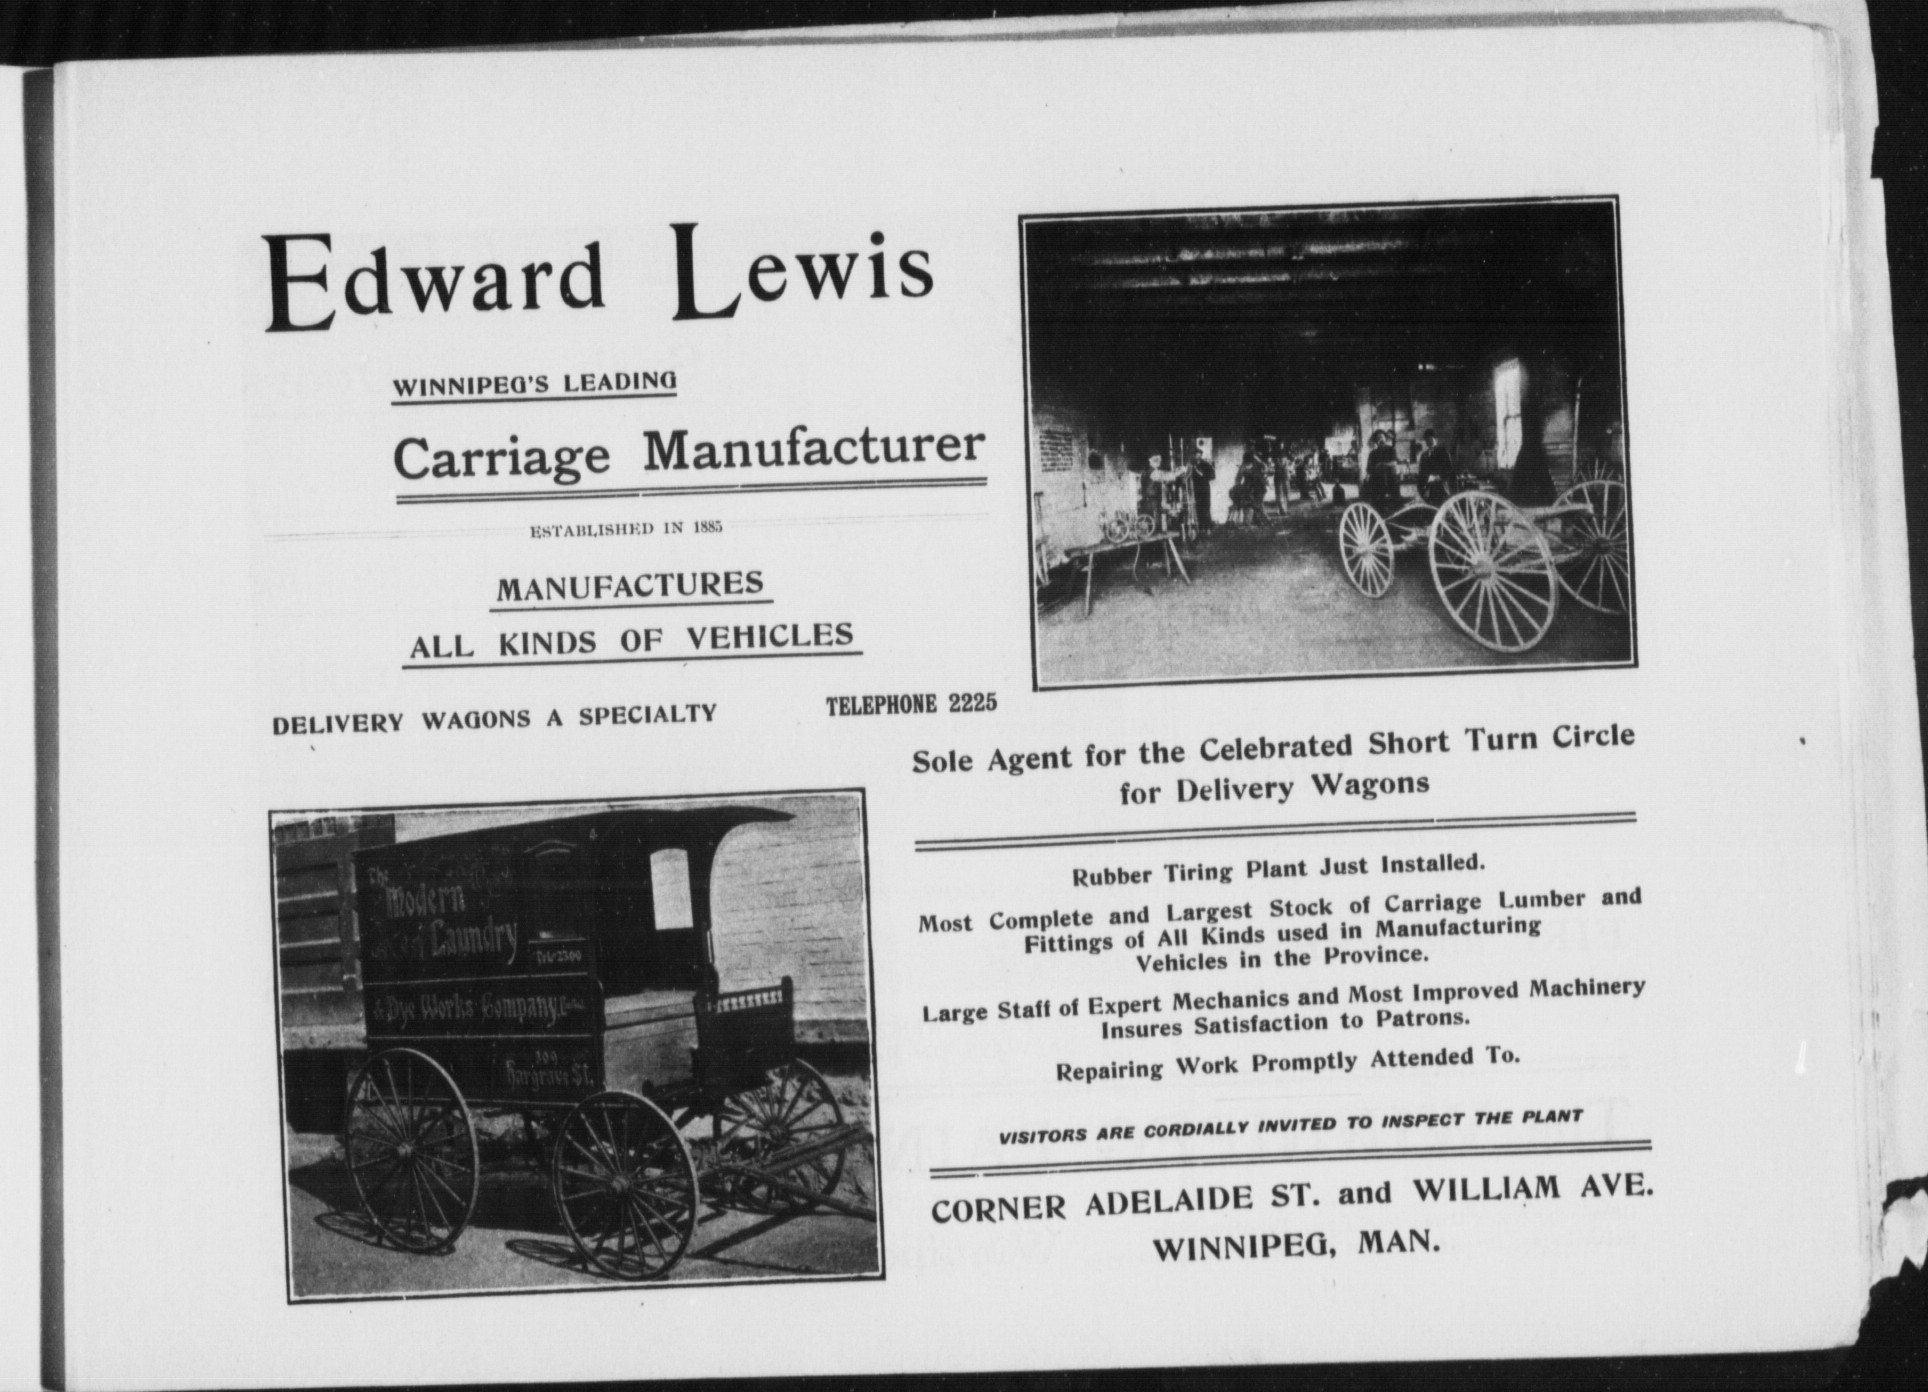 Edward Lewis
WINNIPEG'S LEADING
Carriage Manufacturer
ESTABLISHED IN 1885
MANUFACTURES
ALL KINDS OF VEHICLES
DELIVERY WAGONS A SPECIALTY
TELEPHONE 2225
Sole Agent for the Celebrated Short Turn Circle
for Delivery Wagons
Rubber Tiring Plant Just Installed.
Most Complete and Largest Stock of Carriage Lumber and
Fittings of All Kinds used in Manufacturing
Vehicles in the Province.
Large Staff of Expert Mechanics and Most Improved Machinery
Insures Satisfaction to Patrons.
Repairing Work Promptly Attended To.
VISITORS ARE CORDIALLY INVITED TO INSPECT THE PLANT
CORNER ADELAIDE ST. and WILLIAM AVE.
WINNIPEG, MAN.
The
Modern
Laundry
Tel. 2300
& Dye Works Company
309
Hargrave St.